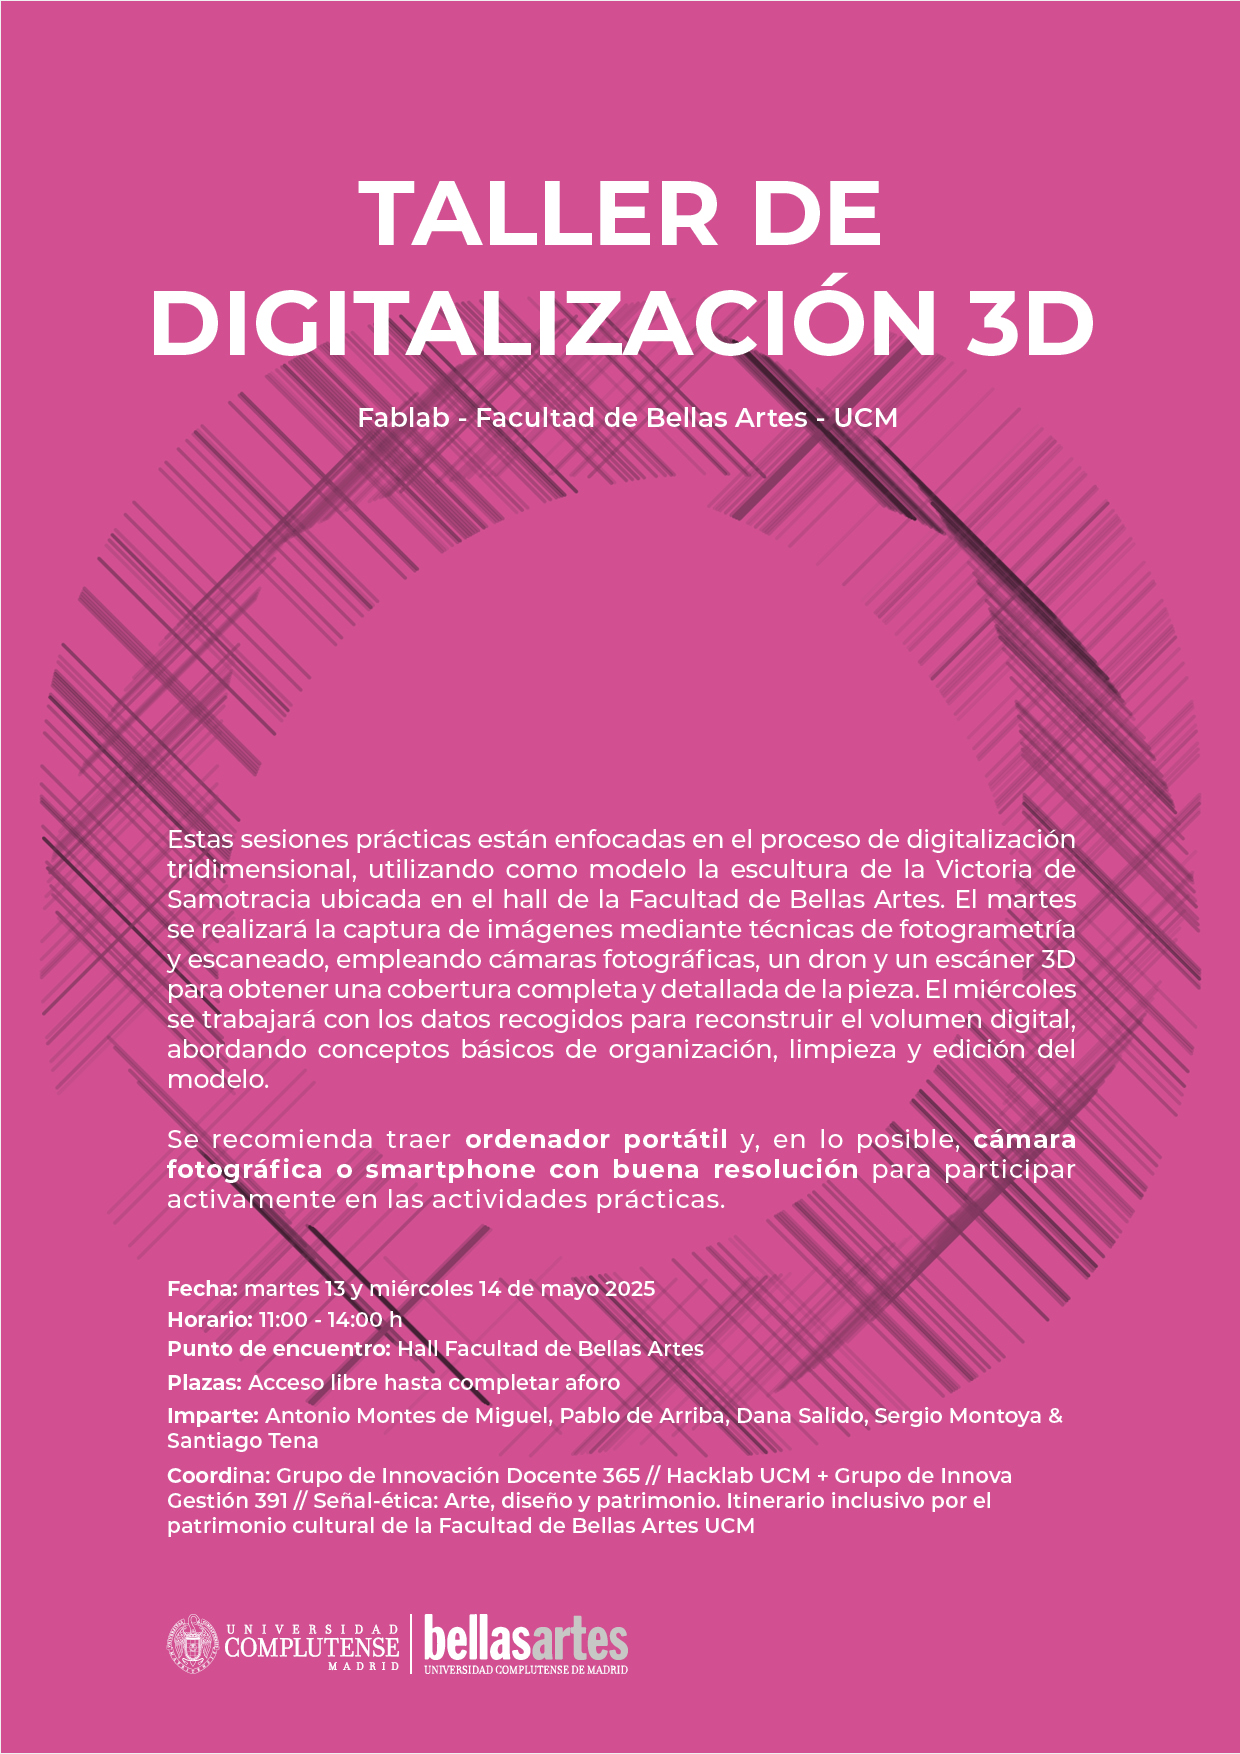 TALLER DE
DIGITALIZACIÓN 3D
Fablab - Facultad de Bellas Artes - UCM
Estas sesiones prácticas están enfocadas en el proceso de digitalización
tridimensional, utilizando como modelo la escultura de la Victoria de
Samotracia ubicada en el hall de la Facultad de Bellas Artes. El martes
se realizará la captura de imágenes mediante técnicas de fotogrametría
y escaneado, empleando cámaras fotográficas, un dron y un escáner 3D
para obtener una cobertura completa y detallada de la pieza. El miércoles
se trabajará con los datos recogidos para reconstruir el volumen digital,
abordando conceptos básicos de organización, limpieza y edición del
modelo.
Se recomienda traer ordenador portátil y, en lo posible, cámara
fotográfica o smartphone con buena resolución para participar
activamente en las actividades prácticas.
Fecha: martes 13 y miércoles 14 de mayo 2025
Horario: 11:00 - 14:00 h
Punto de encuentro: Hall Facultad de Bellas Artes
Plazas: Acceso libre hasta completar aforo
Imparte: Antonio Montes de Miguel, Pablo de Arriba, Dana Salido, Sergio Montoya &
Santiago Tena
Coordina: Grupo de Innovación Docente 365 // Hacklab UCM + Grupo de Innova
Gestión 391 // Señal-ética: Arte, diseño y patrimonio. Itinerario inclusivo por el
patrimonio cultural de la Facultad de Bellas Artes UCM
UNIVERSIDAD
COMPLUTENSE
MADRID
bellasartes
UNIVERSIDAD COMPLUTENSE DE MADRID